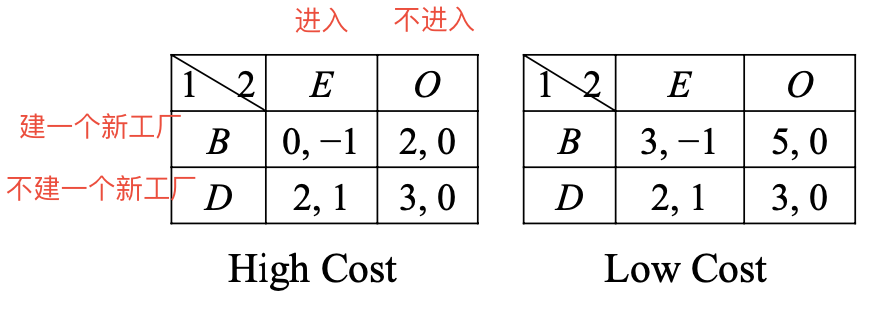 进入 不进入
1 2 E O 1 2 E O
建一个新工厂 B 0, −1 2, 0 B 3, −1 5, 0
不建一个新工厂 D 2, 1 3, 0 D 2, 1 3, 0
High Cost Low Cost